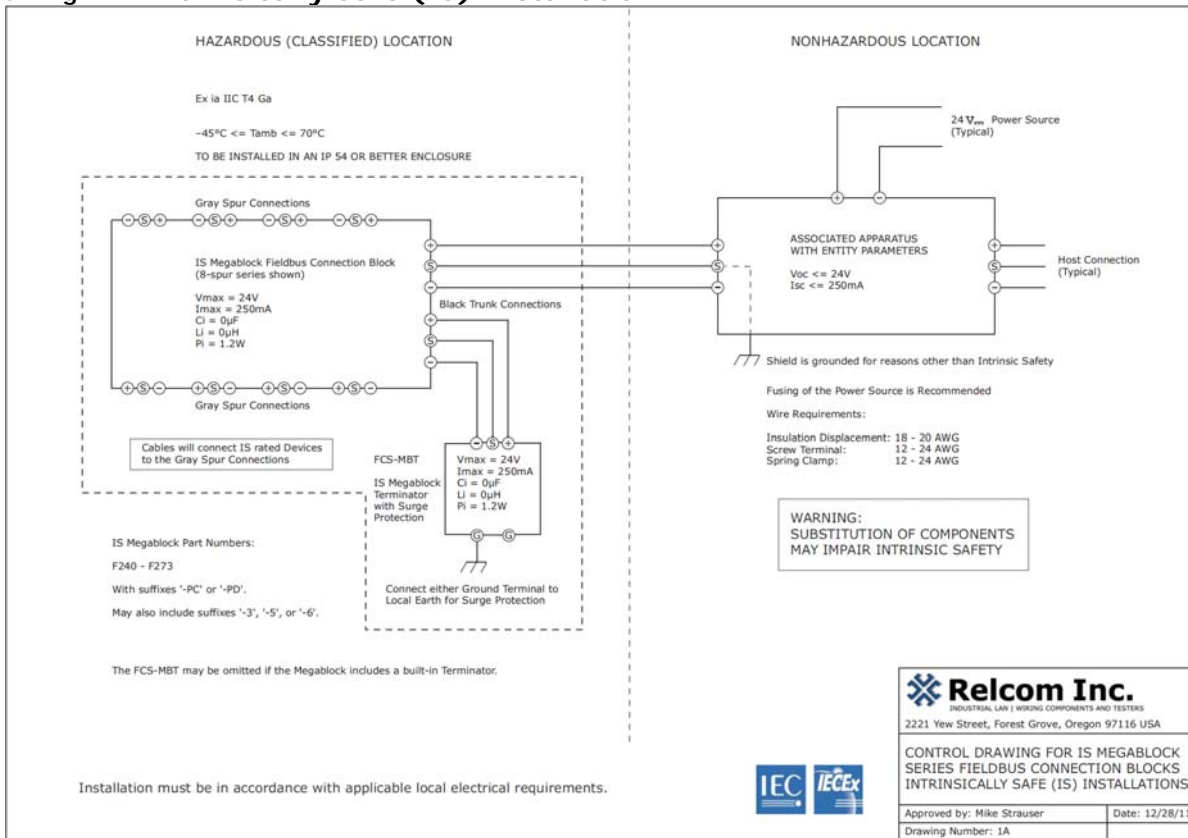 HAZARDOUS (CLASSIFIED) LOCATION
NONHAZARDOUS LOCATION
Ex ia IIC T4 Ga
–45°C <= Tamb <= 70°C
TO BE INSTALLED IN AN IP 54 OR BETTER ENCLOSURE
24 V Power Source
(Typical)
Gray Spur Connections
- S + - S + - S + - S +
IS Megablock Fieldbus Connection Block
(8-spur series shown)
Vmax = 24V
Imax = 250mA
Ci = 0µF
Li = 0µH
Pi = 1.2W
+
S
-
Black Trunk Connections
+
S
-
+ S - + S - + S - + S -
Gray Spur Connections
Cables will connect IS rated Devices
to the Gray Spur Connections
+ -
+
S
-
ASSOCIATED APPARATUS
WITH ENTITY PARAMETERS
Voc <= 24V
Isc <= 250mA
+
S
-
Host Connection
(Typical)
Shield is grounded for reasons other than Intrinsic Safety
Fusing of the Power Source is Recommended
Wire Requirements:
Insulation Displacement: 18 - 20 AWG
Screw Terminal: 12 - 24 AWG
Spring Clamp: 12 - 24 AWG
- S +
FCS-MBT
IS Megablock
Terminator
with Surge
Protection
Vmax = 24V
Imax = 250mA
Ci = 0µF
Li = 0µH
Pi = 1.2W
G G
Connect either Ground Terminal to
Local Earth for Surge Protection
WARNING:
SUBSTITUTION OF COMPONENTS
MAY IMPAIR INTRINSIC SAFETY
IS Megablock Part Numbers:
F240 - F273
With suffixes '-PC' or '-PD'.
May also include suffixes '-3', '-5', or '-6'.
The FCS-MBT may be omitted if the Megablock includes a built-in Terminator.
Installation must be in accordance with applicable local electrical requirements.
IEC
IECEx
Relcom Inc.
INDUSTRIAL LAN | WIRING COMPONENTS AND TESTERS
2221 Yew Street, Forest Grove, Oregon 97116 USA
CONTROL DRAWING FOR IS MEGABLOCK
SERIES FIELDBUS CONNECTION BLOCKS
INTRINSICALLY SAFE (IS) INSTALLATIONS
Approved by: Mike Strauser
Date: 12/28/11
Drawing Number: 1A